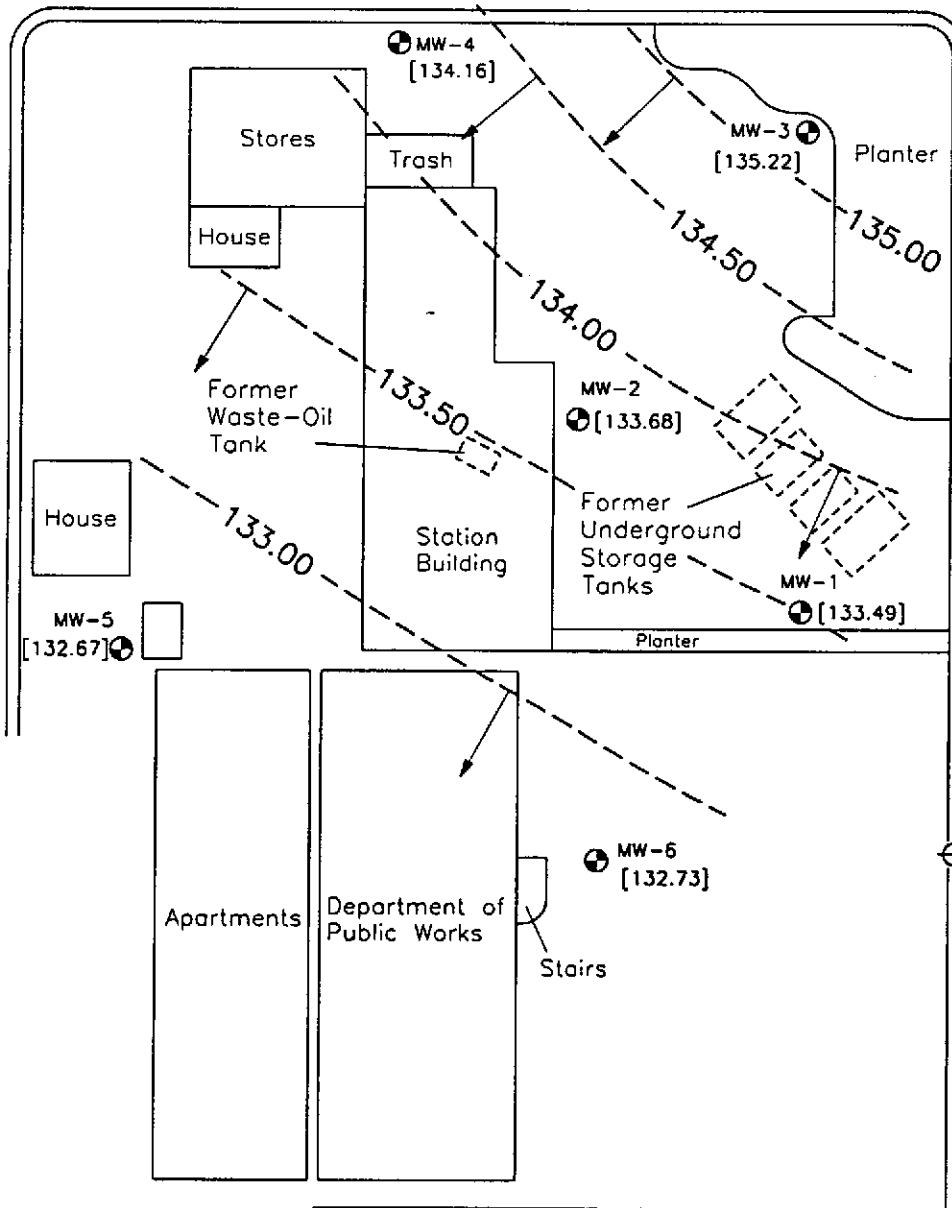 MW-4
[134.16]
Stores
Trash
MW-3
[135.22]
Planter
House
135.00
134.50
134.00
Former
Waste-Oil
Tank
133.50
MW-2
[133.68]
House
133.00
Station
Building
Former
Underground
Storage
Tanks
MW-1
[133.49]
MW-5
[132.67]
Planter
MW-6
[132.73]
Apartments
Department of
Public Works
Stairs